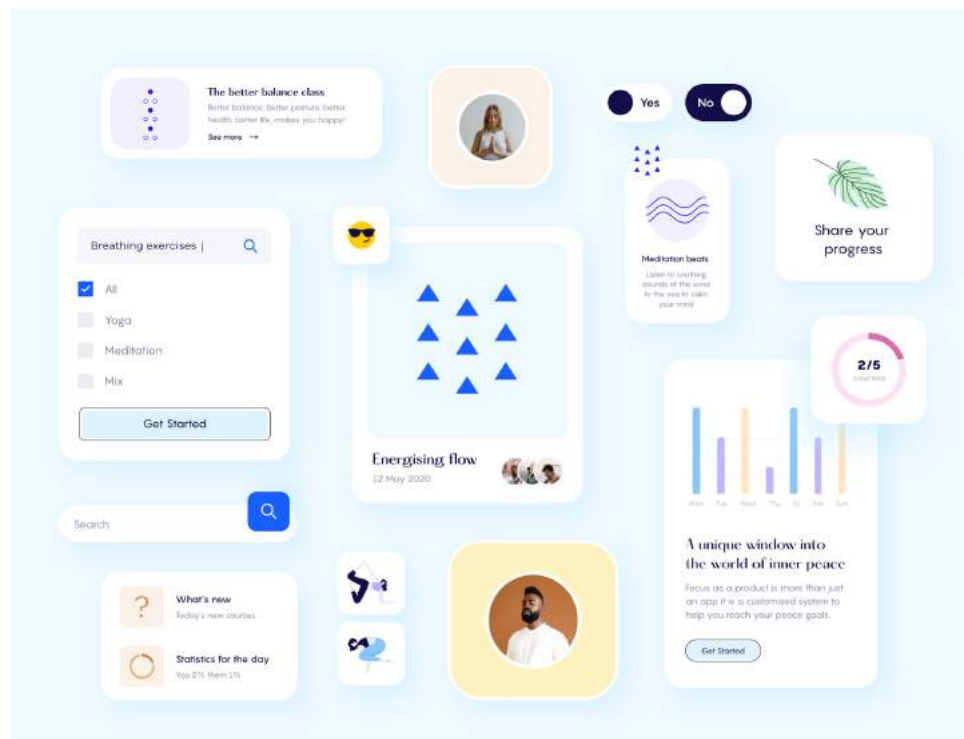 The better balance class
Better balance, better posture, better
health, better life, makes you happy!
See more →
Yes
No
Share your
progress
Breathing exercises |
All
Yoga
Meditation
Mix
Get Started
Meditation beats
Listen to soothing
sounds of the wind
to the sea to calm
your mind
Energising flow
12 May 2020
2/5
COURSES
Mon Tue Wed Thu Fri Sat Sun
A unique window into
the world of inner peace
Focus as a product is more than just
an app it is a customised system to
help you reach your peace goals.
Get Started
Search
What's new
Today's new courses
Statistics for the day
You 2% them 1%